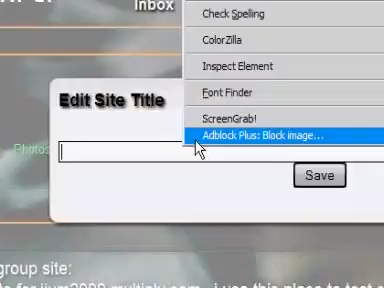 Inbox
Check Spelling
ColorZilla
Inspect Element
Font Finder
ScreenGrab!
Adblock Plus: Block image...
Edit Site Title
Photos
Save
group site: